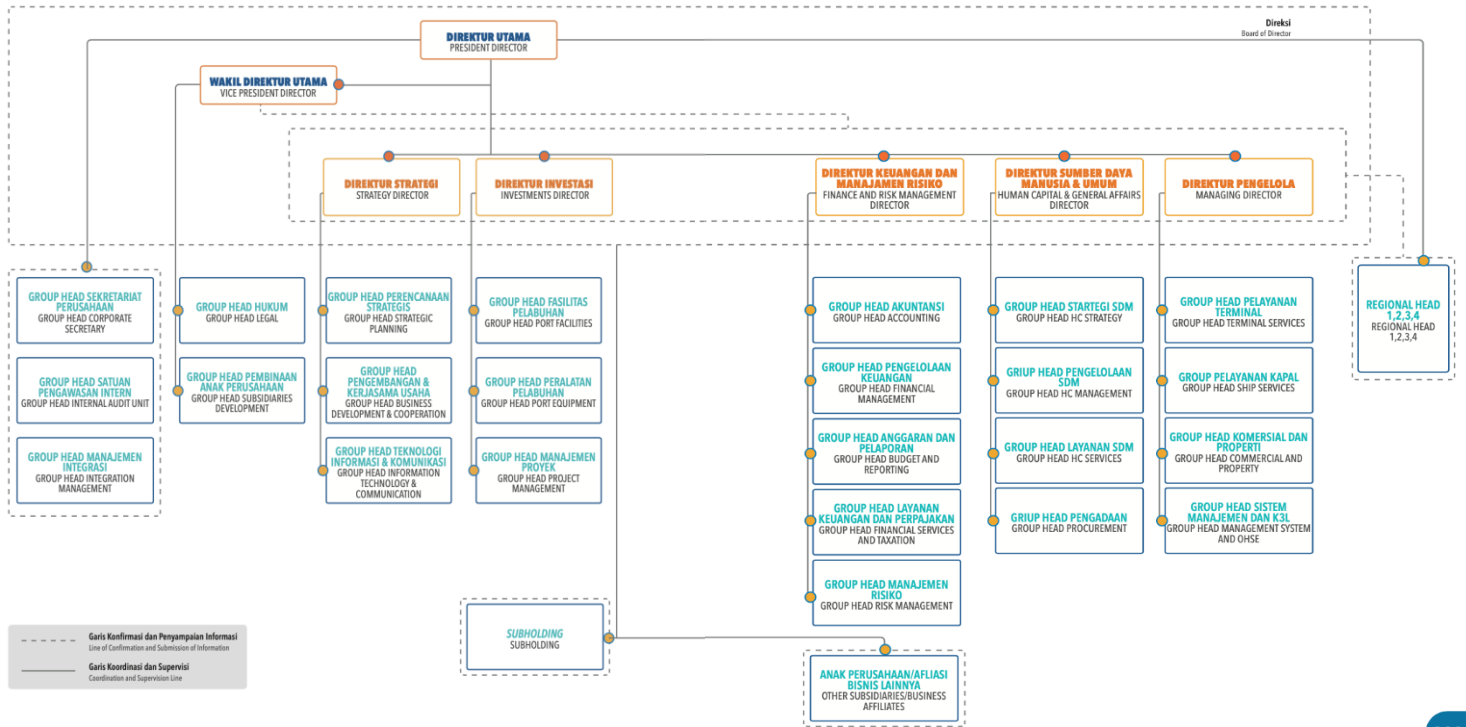 Direksi
Board of Director
DIREKTUR UTAMA
PRESIDENT DIRECTOR
WAKIL DIREKTUR UTAMA
VICE PRESIDENT DIRECTOR
DIREKTUR STRATEGI
STRATEGY DIRECTOR
DIREKTUR INVESTASI
INVESTMENTS DIRECTOR
DIREKTUR KEUANGAN DAN
MANAJEMEN RISIKO
FINANCE AND RISK MANAGEMENT
DIRECTOR
DIREKTUR SUMBER DAYA
MANUSIA & UMUM
HUMAN CAPITAL & GENERAL AFFAIRS
DIRECTOR
DIREKTUR PENGELOLA
MANAGING DIRECTOR
GROUP HEAD SEKRETARIAT
PERUSAHAAN
GROUP HEAD CORPORATE
SECRETARY
GROUP HEAD SATUAN
PENGAWASAN INTERN
GROUP HEAD INTERNAL AUDIT UNIT
GROUP HEAD MANAJEMEN
INTEGRASI
GROUP HEAD INTEGRATION
MANAGEMENT
GROUP HEAD HUKUM
GROUP HEAD LEGAL
GROUP HEAD PEMBINAAN
ANAK PERUSAHAAN
GROUP HEAD SUBSIDIARIES
DEVELOPMENT
GROUP HEAD PERENCANAAN
STRATEGIS
GROUP HEAD STRATEGIC
PLANNING
GROUP HEAD
PENGEMBANGAN &
KERJASAMA USAHA
GROUP HEAD BUSINESS
DEVELOPMENT & COOPERATION
GROUP HEAD TEKNOLOGI
INFORMASI & KOMUNIKASI
GROUP HEAD INFORMATION
TECHNOLOGY &
COMMUNICATION
GROUP HEAD FASILITAS
PELABUHAN
GROUP HEAD PORT FACILITIES
GROUP HEAD PERALATAN
PELABUHAN
GROUP HEAD PORT EQUIPMENT
GROUP HEAD MANAJEMEN
PROYEK
GROUP HEAD PROJECT
MANAGEMENT
GROUP HEAD AKUNTANSI
GROUP HEAD ACCOUNTING
GROUP HEAD PENGELOLAAN
KEUANGAN
GROUP HEAD FINANCIAL
MANAGEMENT
GROUP HEAD ANGGARAN DAN
PELAPORAN
GROUP HEAD BUDGET AND
REPORTING
GROUP HEAD LAYANAN
KEUANGAN DAN PERPAJAKAN
GROUP HEAD FINANCIAL SERVICES
AND TAXATION
GROUP HEAD MANAJEMEN
RISIKO
GROUP HEAD RISK MANAGEMENT
GROUP HEAD STARTEGI SDM
GROUP HEAD HC STRATEGY
GRIUP HEAD PENGELOLAAN
SDM
GROUP HEAD HC MANAGEMENT
GROUP HEAD LAYANAN SDM
GROUP HEAD HC SERVICES
GRIUP HEAD PENGADAAN
GROUP HEAD PROCUREMENT
GROUP HEAD PELAYANAN
TERMINAL
GROUP HEAD TERMINAL SERVICES
GROUP PELAYANAN KAPAL
GROUP HEAD SHIP SERVICES
GROUP HEAD KOMERSIAL DAN
PROPERTI
GROUP HEAD COMMERCIAL AND
PROPERTY
GROUP HEAD SISTEM
MANAJEMEN DAN K3L
GROUP HEAD MANAGEMENT SYSTEM
AND OHSE
REGIONAL HEAD
1,2,3,4
REGIONAL HEAD
1,2,3,4
SUBHOLDING
SUBHOLDING
ANAK PERUSAHAAN/AFLIASI
BISNIS LAINNYA
OTHER SUBSIDIARIES/BUSINESS
AFFILIATES
Garis Konfirmasi dan Penyampaian Informasi
Line of Confirmation and Submission of Information
Garis Koordinasi dan Supervisi
Coordination and Supervision Line